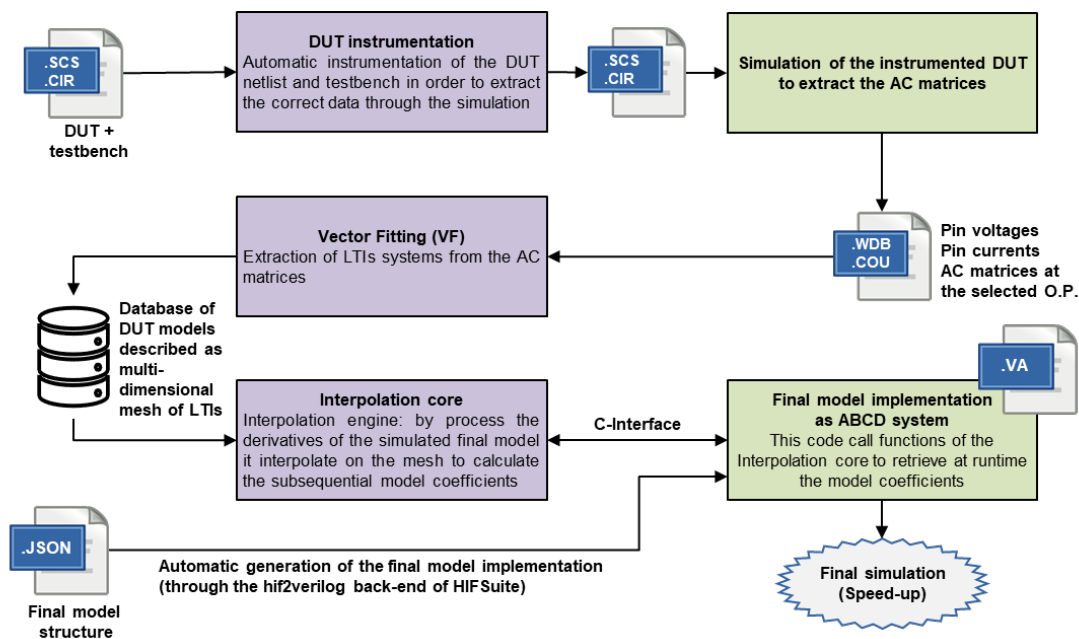 .SCS
.CIR
DUT +
testbench
DUT instrumentation
Automatic instrumentation of the DUT
netlist and testbench in order to extract
the correct data through the simulation
.SCS
.CIR
Simulation of the instrumented DUT
to extract the AC matrices
Vector Fitting (VF)
Extraction of LTIs systems from the AC
matrices
.WDB
.COU
Pin voltages
Pin currents
AC matrices at
the selected O.P.
Database of
DUT models
described as
multi-
dimensional
mesh of LTIs
Interpolation core
Interpolation engine: by process the
derivatives of the simulated final model
it interpolate on the mesh to calculate
the subsequential model coefficients
C-Interface
.VA
Final model implementation
as ABCD system
This code call functions of the
Interpolation core to retrieve at runtime
the model coefficients
.JSON
Final model
structure
Automatic generation of the final model implementation
(through the hif2verilog back-end of HIFSuite)
Final simulation
(Speed-up)